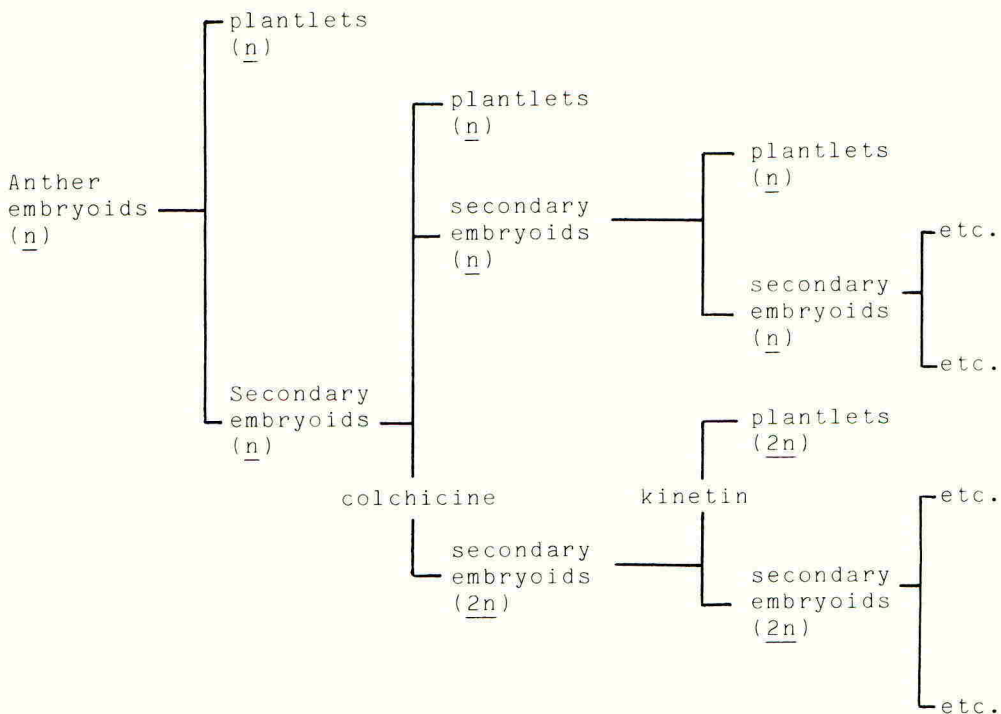 plantlets
(n)
Anther
embryoids
(n)
Secondary
embryoids
(n)
plantlets
(n)
secondary
embryoids
(n)
colchicine
secondary
embryoids
(2n)
plantlets
(n)
secondary
embryoids
(n)
etc.
etc.
plantlets
(2n)
kinetin
secondary
embryoids
(2n)
etc.
etc.